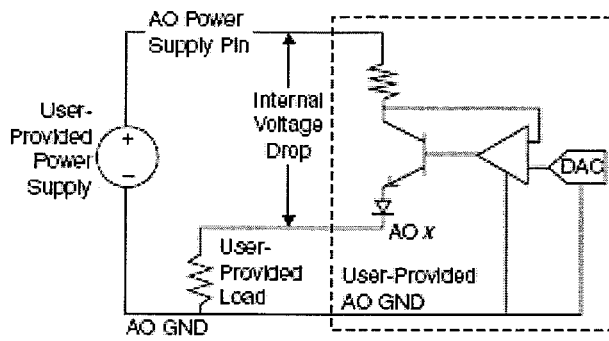 AO Power
Supply Pin
User-
Provided
Power
Supply
+
−
Internal
Voltage
Drop
DAC
AO x
User-
Provided
Load
User-Provided
AO GND
AO GND